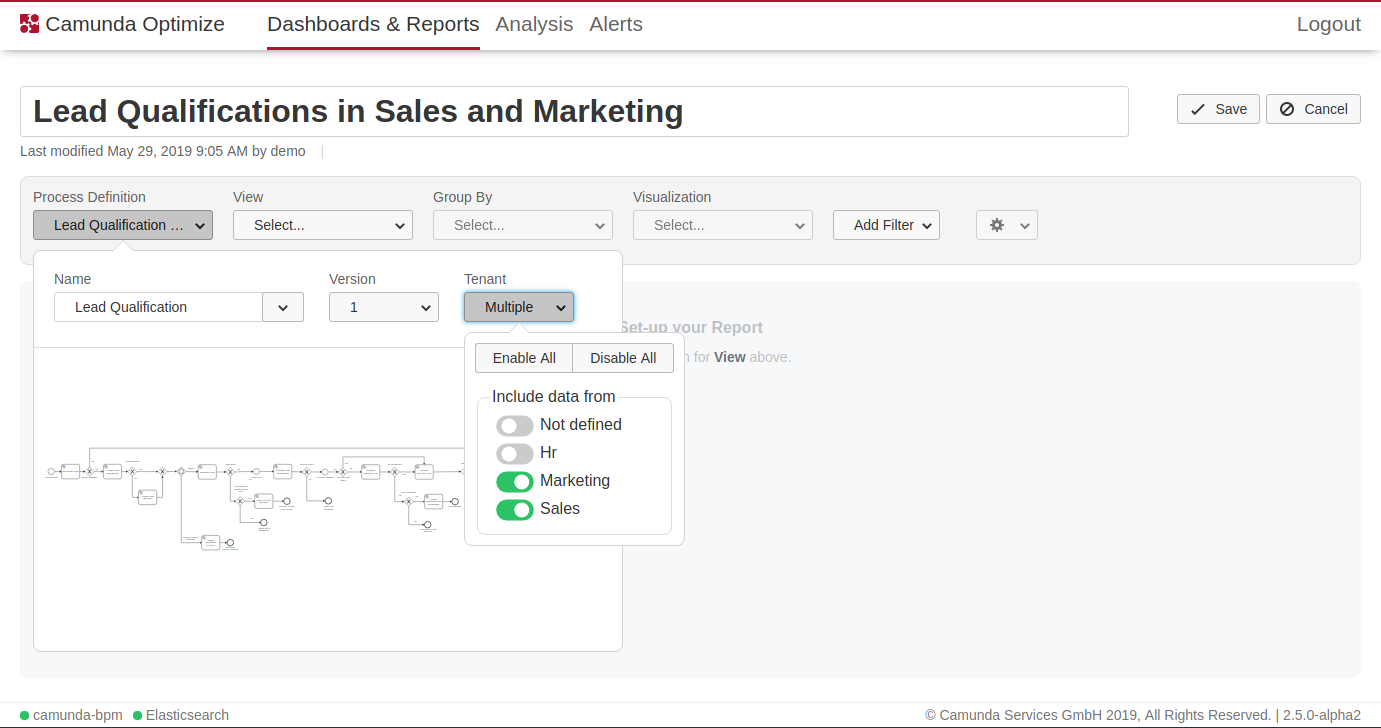 Camunda Optimize Dashboards & Reports Analysis Alerts Logout
Lead Qualifications in Sales and Marketing
Save Cancel
Last modified May 29, 2019 9:05 AM by demo
Process Definition View Group By Visualization
Lead Qualification ... Select... Select... Select... Add Filter
Name Version Tenant
Lead Qualification 1 Multiple
Set-up your Report
for View above.
Enable All Disable All
Include data from
Not defined
Hr
Marketing
Sales
camunda-bpm Elasticsearch
© Camunda Services GmbH 2019, All Rights Reserved. | 2.5.0-alpha2